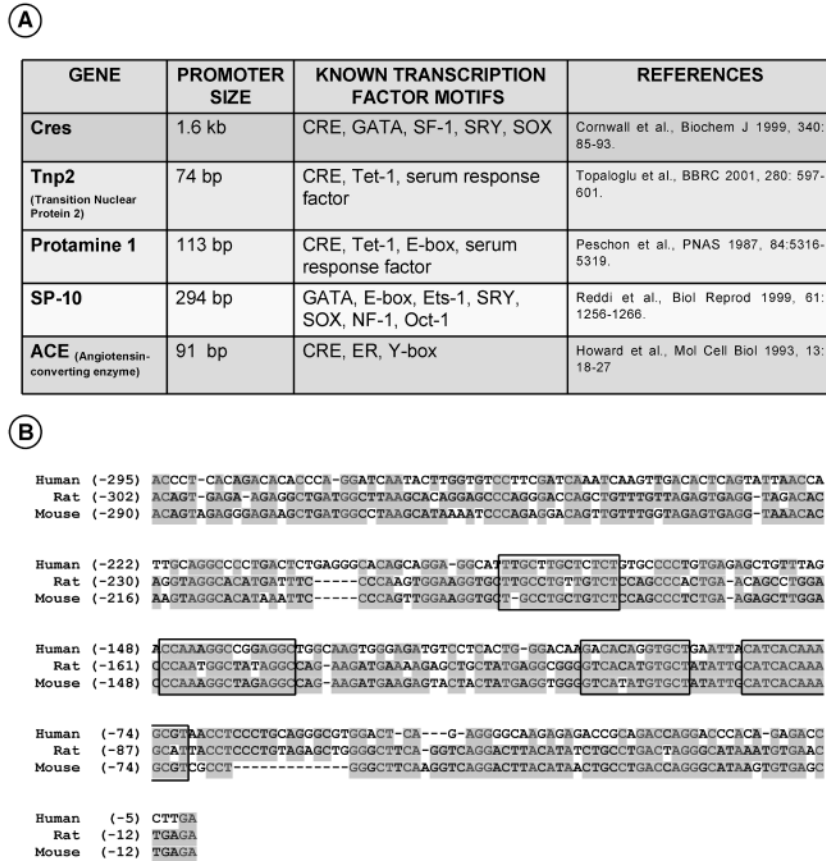 A
GENE PROMOTER SIZE KNOWN TRANSCRIPTION FACTOR MOTIFS REFERENCES
Cres 1.6 kb CRE, GATA, SF-1, SRY, SOX Cornwall et al., Biochem J 1999, 340: 85-93.
Tnp2 (Transition Nuclear Protein 2) 74 bp CRE, Tet-1, serum response factor Topaloglu et al., BBRC 2001, 280: 597-601.
Protamine 1 113 bp CRE, Tet-1, E-box, serum response factor Peschon et al., PNAS 1987, 84:5316-5319.
SP-10 294 bp GATA, E-box, Ets-1, SRY, SOX, NF-1, Oct-1 Reddi et al., Biol Reprod 1999, 61: 1256-1266.
ACE (Angiotensin-converting enzyme) 91 bp CRE, ER, Y-box Howard et al., Mol Cell Biol 1993, 13: 18-27
B
Human (-295) ACCCT-CACAGACACACCCA-GGATCAATACTTGGTGTCCTTCGATCAAATCAAGTTGACACTCAGTATTAACCA
Rat (-302) ACAGT-GAGA-AGAGGCTGATGGCTTAAGCACAGGAGCCCAGGGACCAGCTGTTTGTTAGAGTGAGG-TAGACAC
Mouse (-290) ACAGTAGAGGGAGAAGCTGATGGCCTAAGCATAAAATCCCAGAGGACAGTTGTTTGGTAGAGTGAGG-TAAACAC
Human (-222) TTGCAGGCCCCTGACTCTGAGGGCACAGCAGGA-GGCATTTGCTTGCTCTCTGTGCCCCTGTGAGAGCTGTTTAG
Rat (-230) AGGTAGGCACATGATTTC-----CCCAAGTGGAAGGTGCTTGCCTGTTGTCTCCAGCCCACTGA-ACAGCCTGGA
Mouse (-216) AAGTAGGCACATAAATTC-----CCCAGTTGGAAGGTGCT-GCCTGCTGTCTCCAGCCCCTCTGA-AGAGCTTGGA
Human (-148) ACCAAAGGCCGGAGGCTGGCAAGTGGGAGATGTCCTCACTG-GGACAAGACACAGGTGCTGAATTACATCACAAA
Rat (-161) CCCAATGGCTATAGGCCAG-AAGATGAAAAGAGCTGCTATGAGGCGGGGTCACATGTGCTATATTGCATCACAAA
Mouse (-148) CCCAAAGGCTAGAGGCCAG-AAGATGAAGAGTACTACTATGAGGTGGGGTCATATGTGCTATATTGCATCACAAA
Human (-74) GCGTAACCTCCCTGCAGGGCGTGGACT-CA---G-AGGGGCAAGAGAGACCGGACAGACCAGGACCCACA-GAGACC
Rat (-87) GCATTACCTCCCTGTAGAGCTGGGGCTTCA-GGTCAGGACTTACATATCTGCCTGACTAGGGCATAAATGTGAAC
Mouse (-74) GCGTCGCCT-------------GGGCTTCAAGGTCAGGACTTACATAACTGCCTGACCAGGGCATAAGTGTGAGC
Human (-5) CTTGA
Rat (-12) TGAGA
Mouse (-12) TGAGA